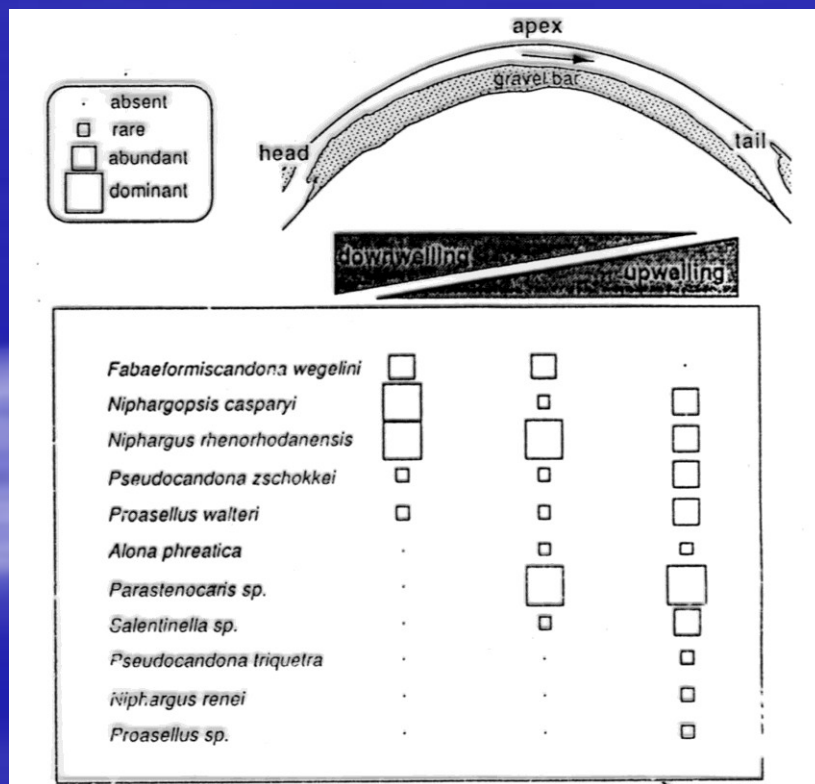 apex
gravel bar
absent
rare
abundant
dominant
head
tail
downwelling
upwelling
Fabaeformiscandona wegelini
Niphargopsis casparyi
Niphargus rhenorhodanensis
Pseudocandona zschokkei
Proasellus walteri
Alona phreatica
Parastenocaris sp.
Salentinella sp.
Pseudocandona triquetra
Niphargus renei
Proasellus sp.